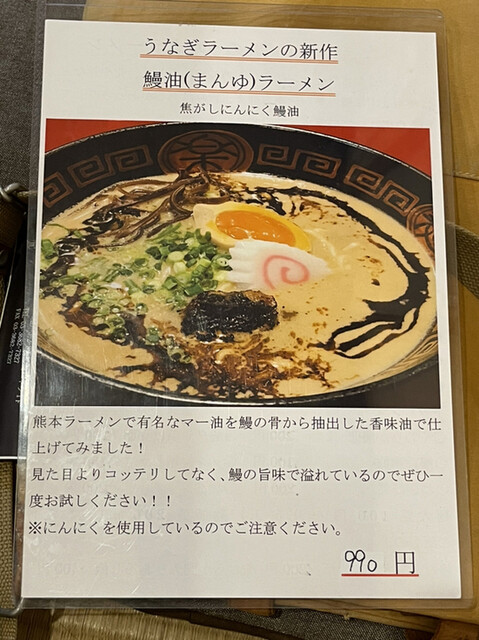 うなぎラーメンの新作
鰻油(まんゆ)ラーメン
焦がしにんにく鰻油
熊本ラーメンで有名なマー油を鰻の骨から抽出した香味油で仕
上げてみました！
見た目よりコッテリしてなく、鰻の旨味で溢れているのでぜひ一
度お試しください！！
※にんにくを使用しているのでご注意ください。
990 円